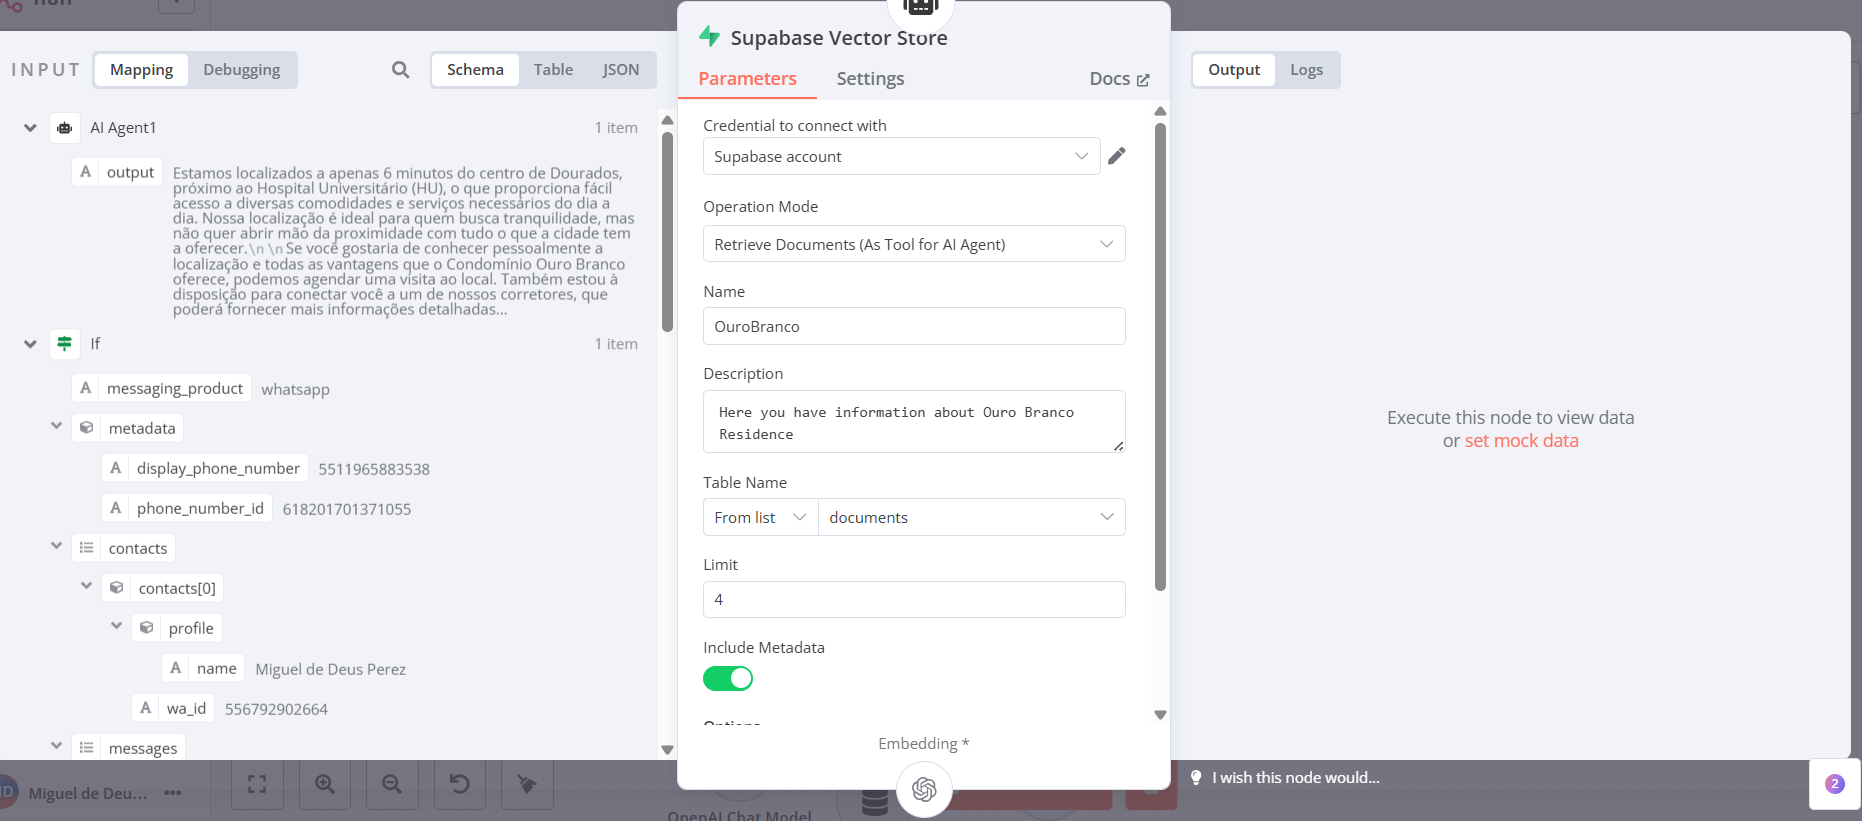 Supabase Vector Store
INPUT
Mapping
Debugging
Schema
Table
JSON
Parameters
Settings
Docs
Output
Logs
AI Agent1
1 item
A output
Estamos localizados a apenas 6 minutos do centro de Dourados,
próximo ao Hospital Universitário (HU), o que proporciona fácil
acesso a diversas comodidades e serviços necessários do dia a
dia. Nossa localização é ideal para quem busca tranquilidade, mas
não quer abrir mão da proximidade com tudo o que a cidade tem
a oferecer.\n \n Se você gostaria de conhecer pessoalmente a
localização e todas as vantagens que o Condomínio Ouro Branco
oferece, podemos agendar uma visita ao local. Também estou à
disposição para conectar você a um de nossos corretores, que
poderá fornecer mais informações detalhadas...
If
1 item
A messaging_product whatsapp
metadata
A display_phone_number 5511965883538
A phone_number_id 618201701371055
contacts
contacts[0]
profile
A name Miguel de Deus Perez
A wa_id 556792902664
messages
Credential to connect with
Supabase account
Operation Mode
Retrieve Documents (As Tool for AI Agent)
Name
OuroBranco
Description
Here you have information about Ouro Branco
Residence
Table Name
From list
documents
Limit
4
Include Metadata
Options
Embedding *
Execute this node to view data
or set mock data
Miguel de Deu...
OpenAI Chat Model
I wish this node would...
2